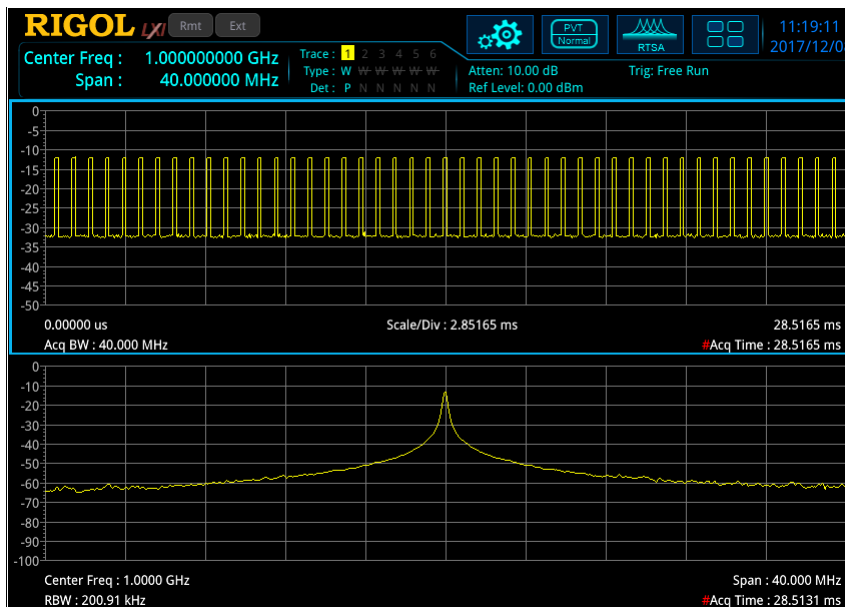 RIGOL LXI Rmt Ext
PVT
Normal
RTSA
11:19:11
2017/12/0
Center Freq : 1.000000000 GHz
Span : 40.000000 MHz
Trace : 1 2 3 4 5 6
Type : W W W W W W
Det : P N N N N N
Atten: 10.00 dB
Ref Level: 0.00 dBm
Trig: Free Run
0
-5
-10
-15
-20
-25
-30
-35
-40
-45
-50
0.00000 us
Scale/Div : 2.85165 ms
28.5165 ms
Acq BW : 40.000 MHz
#Acq Time : 28.5165 ms
0
-10
-20
-30
-40
-50
-60
-70
-80
-90
-100
Center Freq : 1.0000 GHz
Span : 40.000 MHz
RBW : 200.91 kHz
#Acq Time : 28.5131 ms